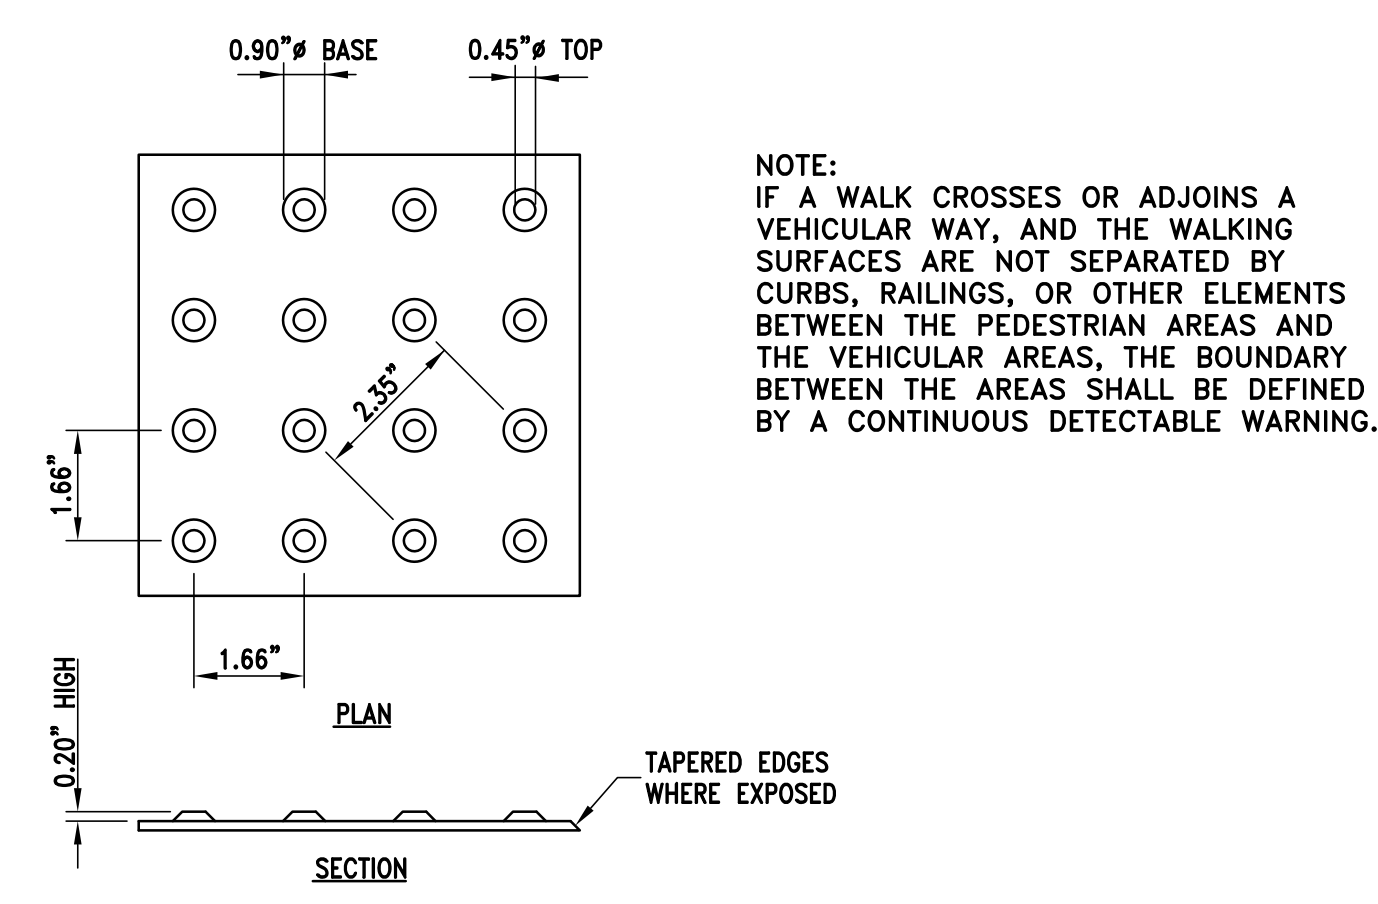 0.90”ø BASE
0.45”ø TOP
NOTE:
IF A WALK CROSSES OR ADJOINS A
VEHICULAR WAY, AND THE WALKING
SURFACES ARE NOT SEPARATED BY
CURBS, RAILINGS, OR OTHER ELEMENTS
BETWEEN THE PEDESTRIAN AREAS AND
THE VEHICULAR AREAS, THE BOUNDARY
BETWEEN THE AREAS SHALL BE DEFINED
BY A CONTINUOUS DETECTABLE WARNING.
2.35”
1.66”
1.66”
PLAN
0.20” HIGH
TAPERED EDGES
WHERE EXPOSED
SECTION